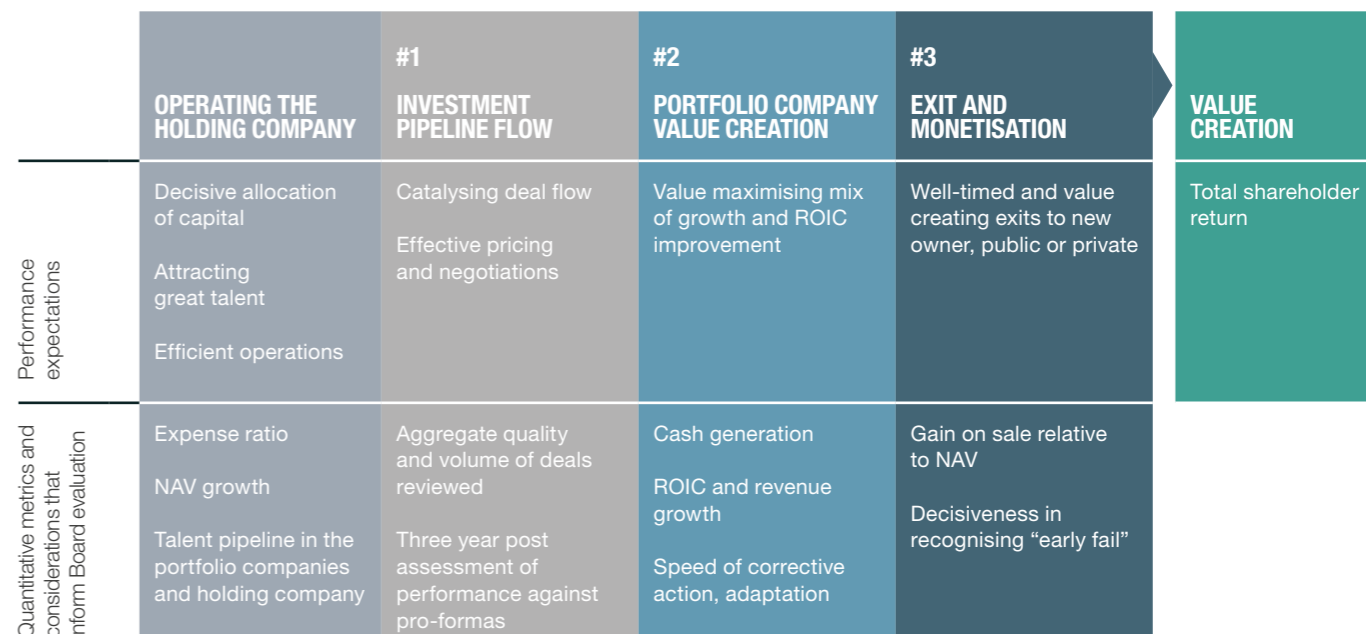 OPERATING THE
HOLDING COMPANY
#1
INVESTMENT
PIPELINE FLOW
#2
PORTFOLIO COMPANY
VALUE CREATION
#3
EXIT AND
MONETISATION
VALUE
CREATION
Performance
expectations
Decisive allocation
of capital
Attracting
great talent
Efficient operations
Catalysing deal flow
Effective pricing
and negotiations
Value maximising mix
of growth and ROIC
improvement
Well-timed and value
creating exits to new
owner, public or private
Total shareholder
return
Quantitative metrics and
considerations that
inform Board evaluation
Expense ratio
NAV growth
Talent pipeline in the
portfolio companies
and holding company
Aggregate quality
and volume of deals
reviewed
Three year post
assessment of
performance against
pro-formas
Cash generation
ROIC and revenue
growth
Speed of corrective
action, adaptation
Gain on sale relative
to NAV
Decisiveness in
recognising “early fail”